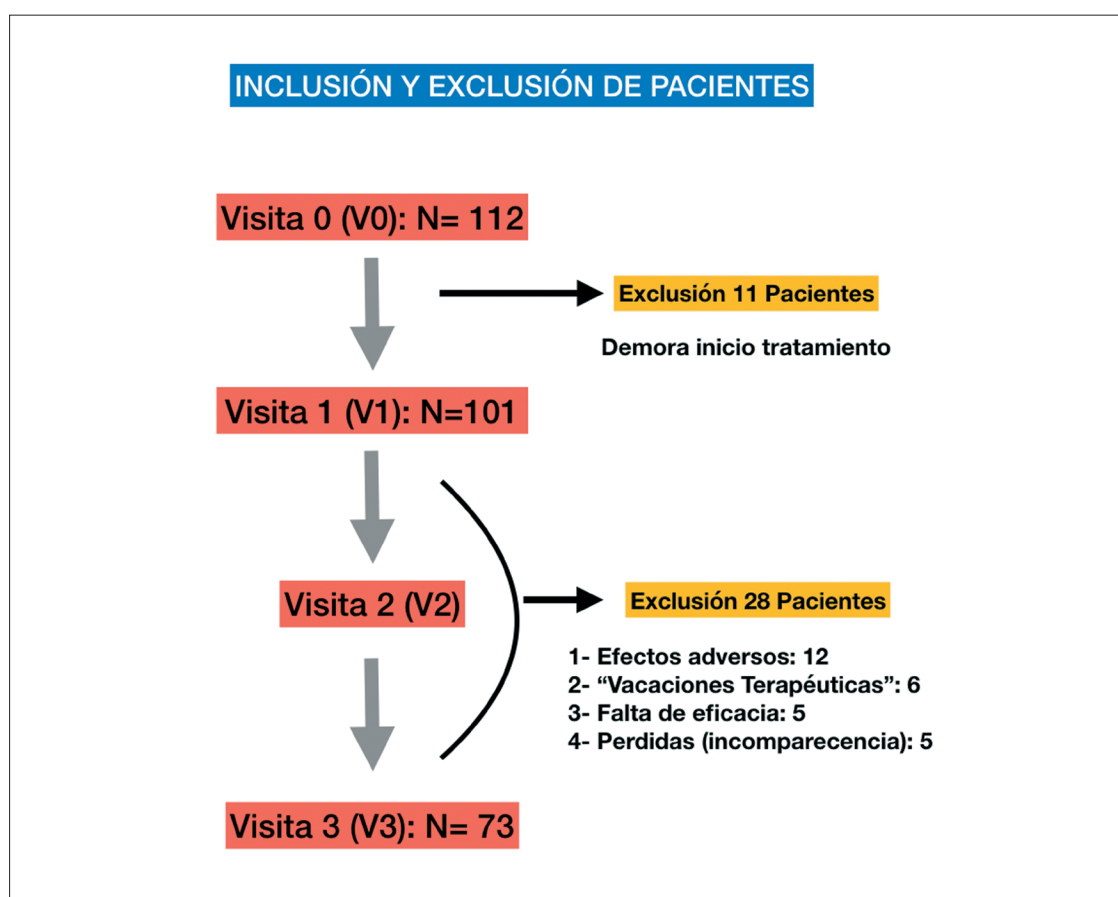 INCLUSIÓN Y EXCLUSIÓN DE PACIENTES
Visita 0 (V0): N= 112
Exclusión 11 Pacientes
Demora inicio tratamiento
Visita 1 (V1): N=101
Visita 2 (V2)
Exclusión 28 Pacientes
1- Efectos adversos: 12
2- “Vacaciones Terapéuticas”: 6
3- Falta de eficacia: 5
4- Perdidas (incomparecencia): 5
Visita 3 (V3): N= 73